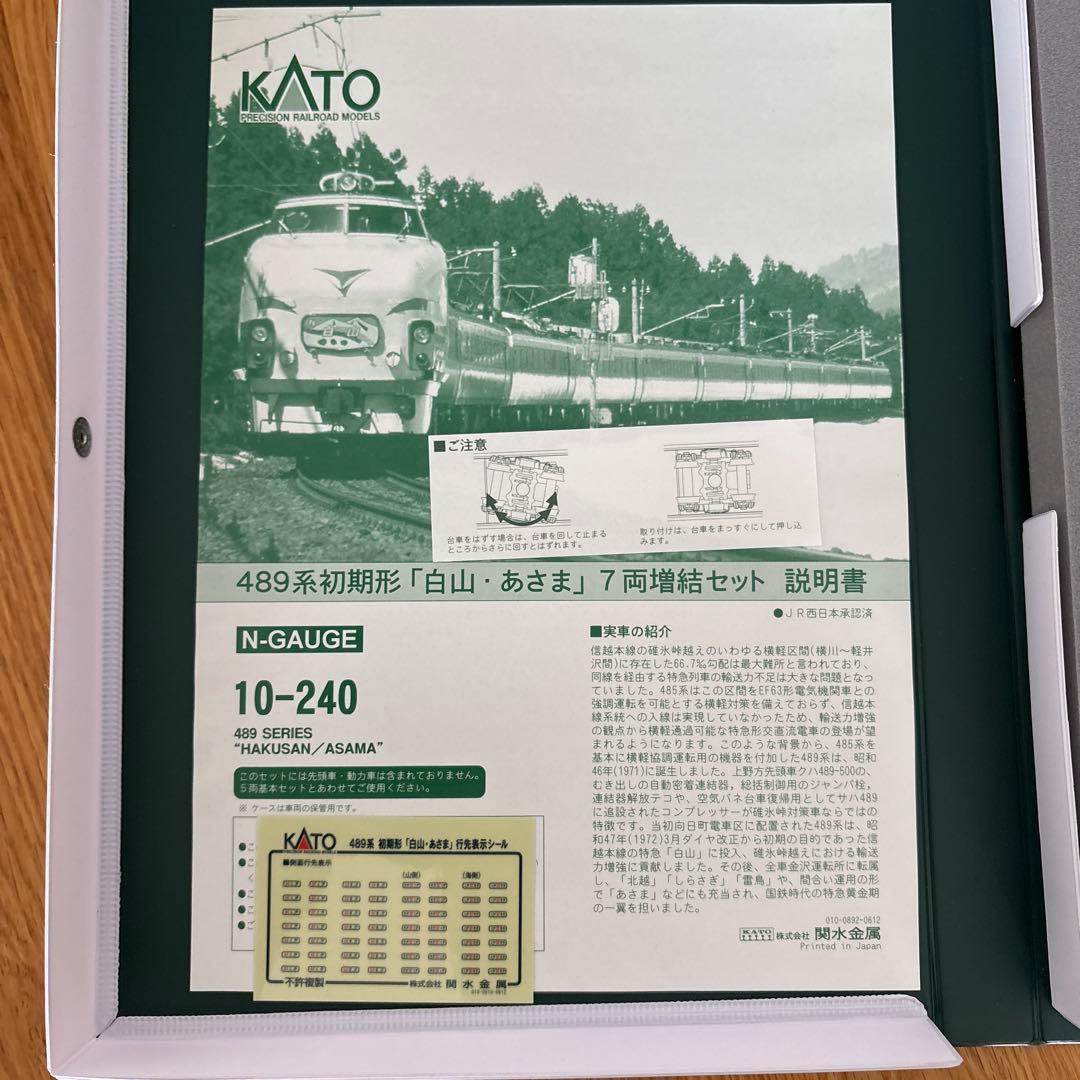 KATO
PRECISION RAILROAD MODELS
白山
■ご注意
台車をはずす場合は、台車を回して止まる
ところからさらに回すとはずれます。
取り付けは、台車をまっすぐにして押し込
みます。
489系初期形「白山・あさま」7両増結セット 説明書
●JR西日本承認済
N-GAUGE
10-240
489 SERIES
“HAKUSAN/ASAMA”
このセットには先頭車・動力車は含まれておりません。
5両基本セットとあわせてご使用ください。
※ ケースは車両の保管用です。
■実車の紹介
信越本線の碓氷峠越えのいわゆる横軽区間(横川〜軽井
沢間)に存在した66.7‰勾配は最大難所と言われており、
同線を経由する特急列車の輸送力不足は大きな問題となっ
ていました。485系はこの区間をEF63形電気機関車との
強調運転を可能とする横軽対策を備えておらず、信越本
線系統への入線は実現していなかったため、輸送力増強
の観点から横軽通過可能な特急形交直流電車の登場が望
まれるようになります。このような背景から、485系を
基本に横軽協調運転用の機器を付加した489系は、昭和
46年(1971)に誕生しました。上野方先頭車クハ489-500の、
むき出しの自動密着連結器，総括制御用のジャンパ栓，
連結器解放テコや、空気バネ台車復帰用としてサハ489
に追設されたコンプレッサーが碓氷峠対策車ならではの
特徴です。当初向日町電車区に配置された489系は、昭
和47年(1972)3月ダイヤ改正から初期の目的であった信
越本線の特急「白山」に投入、碓氷峠越えにおける輸送
力増強に貢献しました。その後、全車金沢運転所に転属
し、「北越」「しらさぎ」「雷鳥」や、間合い運用の形
で「あさま」などにも充当され、国鉄時代の特急黄金期
の一翼を担いました。
010-0892-0612
KATO 株式会社 関水金属
Printed in Japan
KATO
PRECISION RAILROAD MODELS
489系 初期形「白山・あさま」行先表示シール
■側面行先表示
(山側)
(海側)
不許複製
株式会社 関水金属